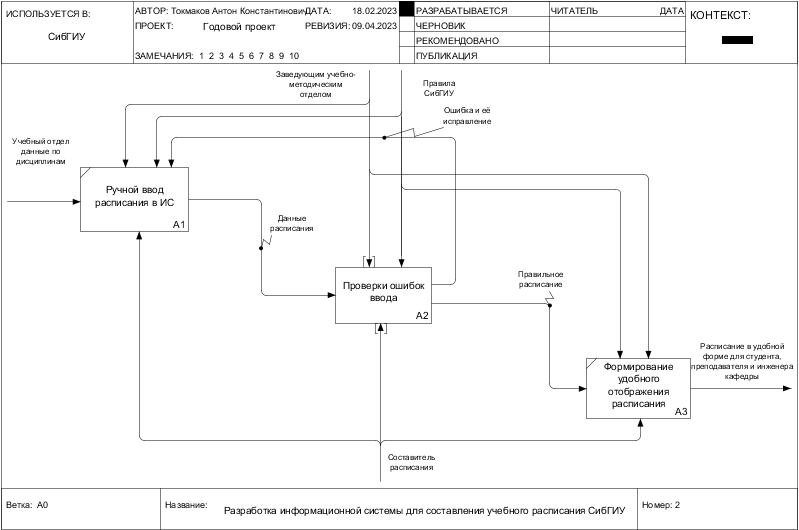 ИСПОЛЬЗУЕТСЯ В:
СибГИУ
АВТОР: Токмаков Антон Константинович
ДАТА: 18.02.2023
ПРОЕКТ: Годовой проект
РЕВИЗИЯ: 09.04.2023
ЗАМЕЧАНИЯ: 1 2 3 4 5 6 7 8 9 10
РАЗРАБАТЫВАЕТСЯ
ЧЕРНОВИК
РЕКОМЕНДОВАНО
ПУБЛИКАЦИЯ
ЧИТАТЕЛЬ
ДАТА
КОНТЕКСТ:
Заведующим учебно-
методическим
отделом
Правила
СибГИУ
Ошибка и её
исправление
Учебный отдел
данные по
дисциплинам
Ручной ввод
расписания в ИС
A1
Данные
расписания
Проверки ошибок
ввода
A2
Правильное
расписание
Формирование
удобного
отображения
расписания
A3
Расписание в удобной
форме для студента,
преподавателя и инженера
кафедры
Составитель
расписания
Ветка: A0
Название: Разработка информационной системы для составления учебного расписания СибГИУ
Номер: 2